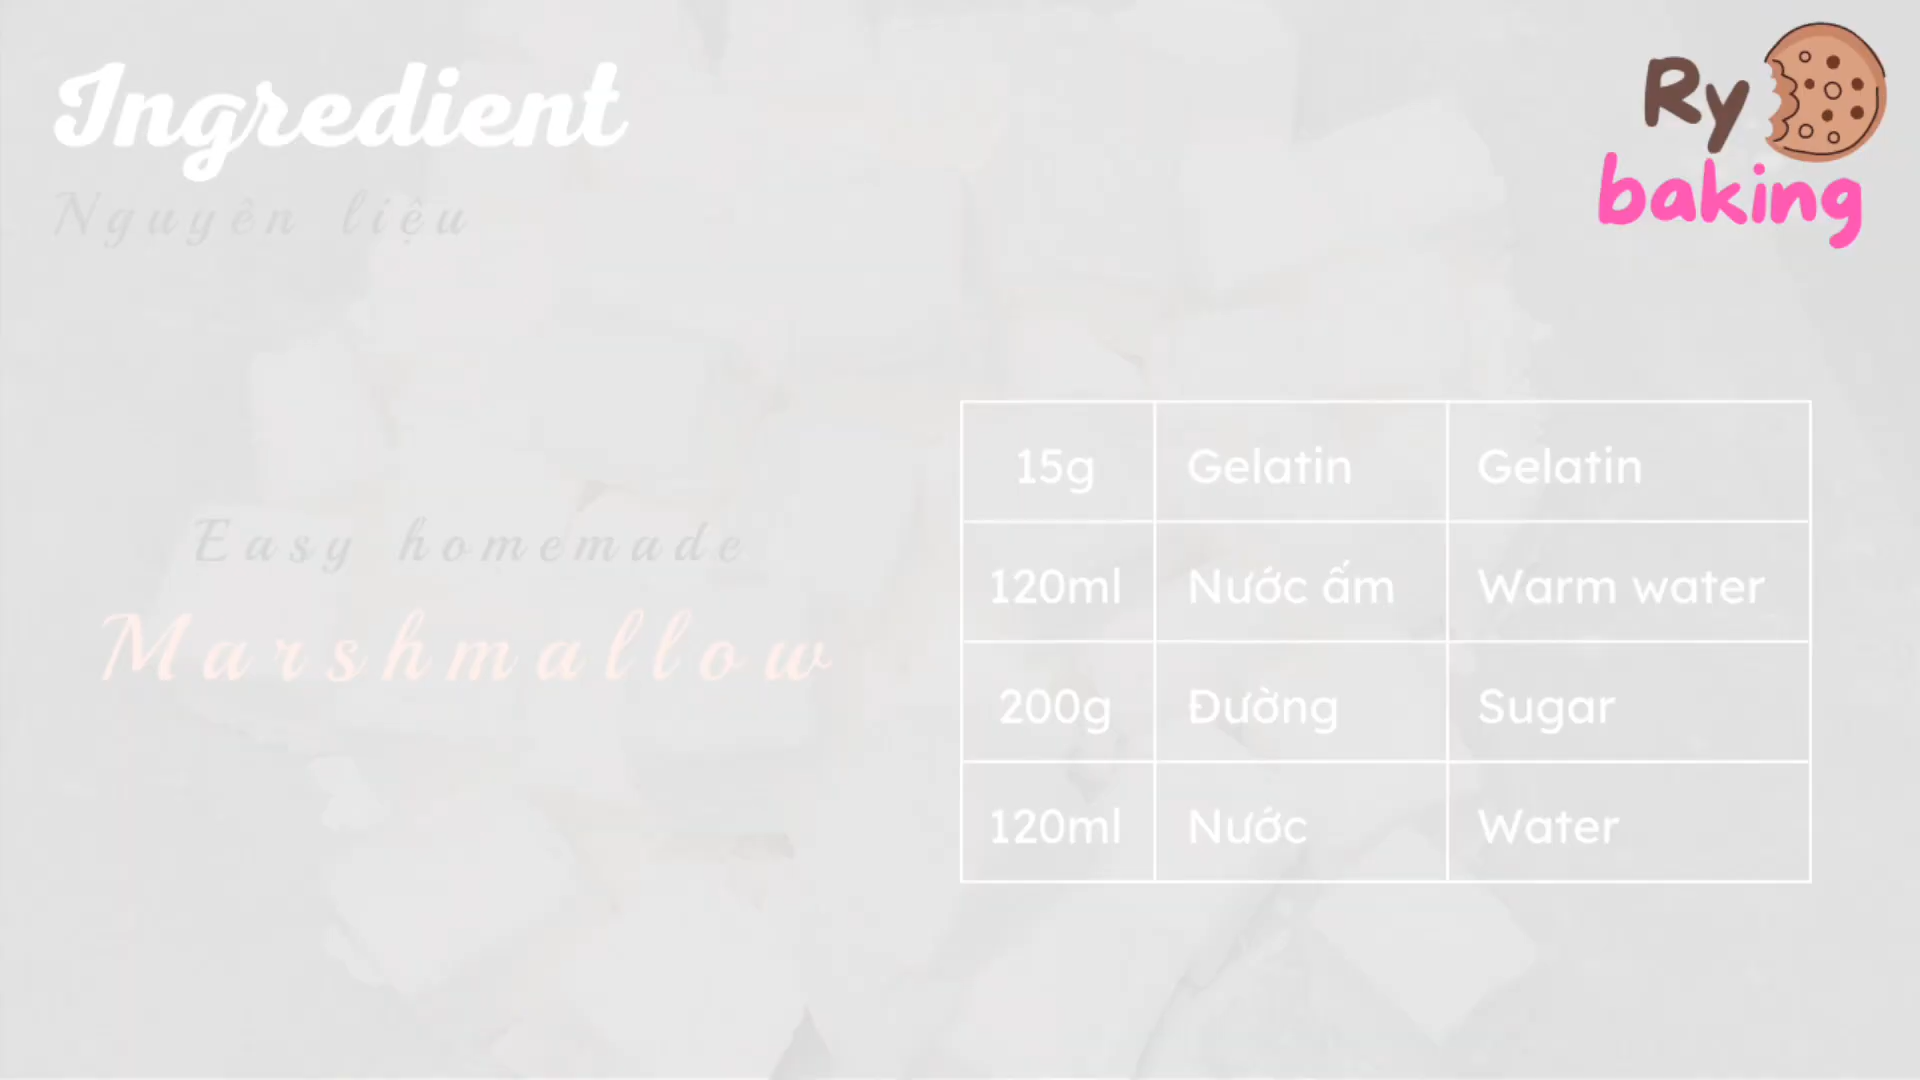 Ingredient
Nguyên liệu
Ry
baking
Easy homemade
Marshmallow
15g Gelatin Gelatin
120ml Nước ấm Warm water
200g Đường Sugar
120ml Nước Water